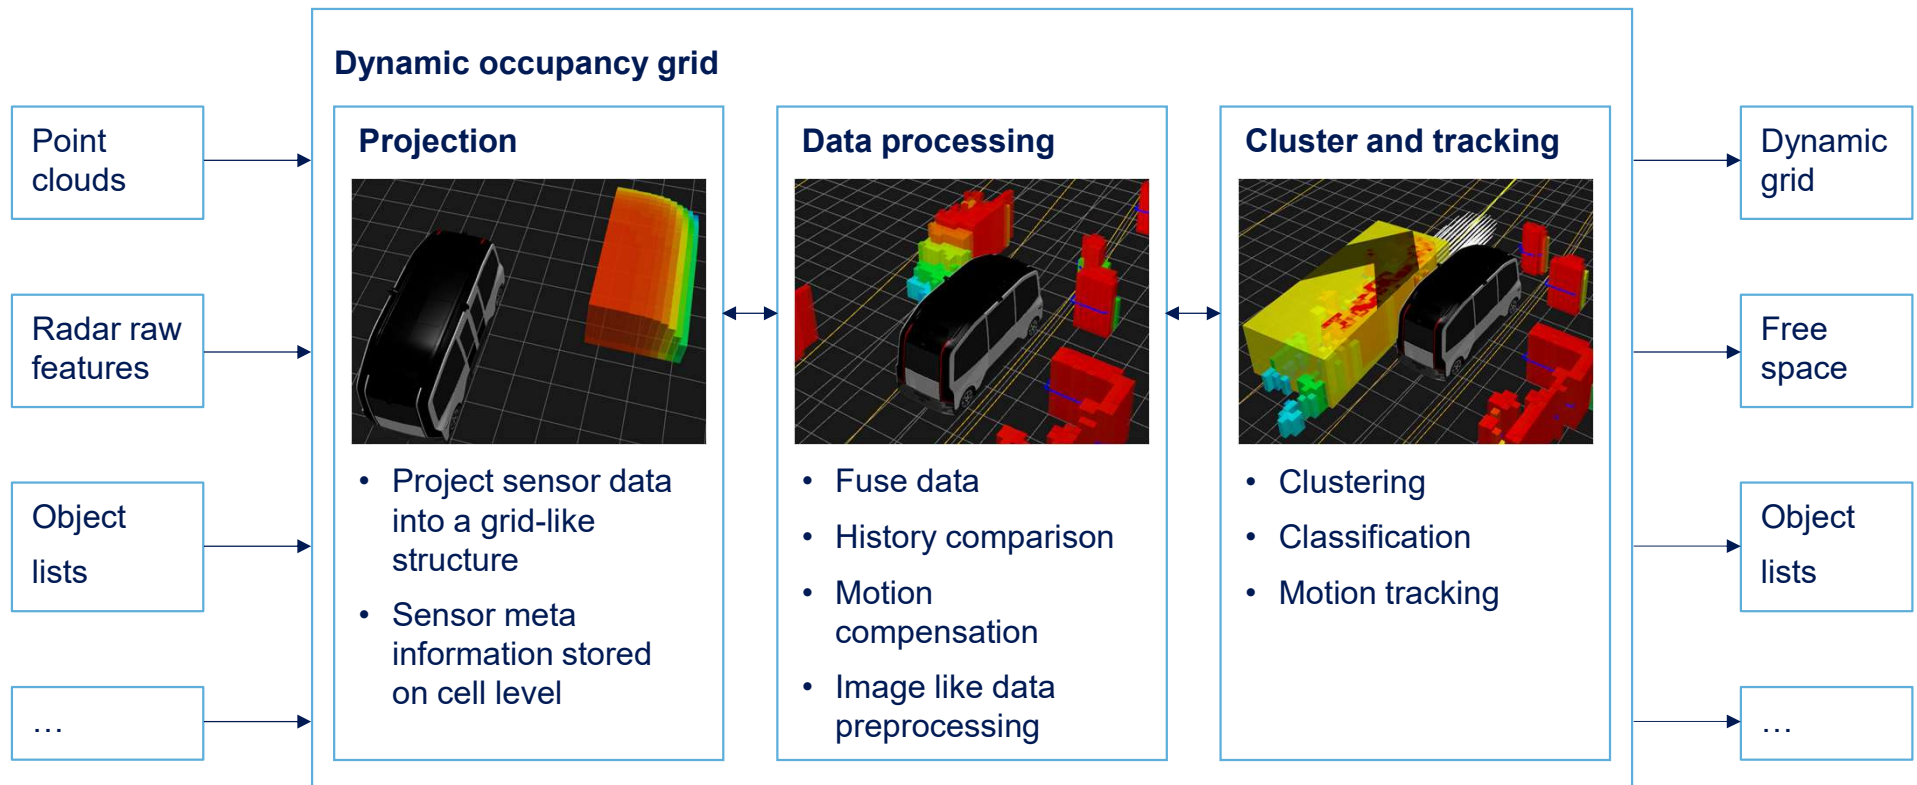 Dynamic occupancy grid
Point
clouds
Radar raw
features
Object
lists
…
Projection
• Project sensor data
into a grid-like
structure
• Sensor meta
information stored
on cell level
Data processing
• Fuse data
• History comparison
• Motion
compensation
• Image like data
preprocessing
Cluster and tracking
• Clustering
• Classification
• Motion tracking
Dynamic
grid
Free
space
Object
lists
…